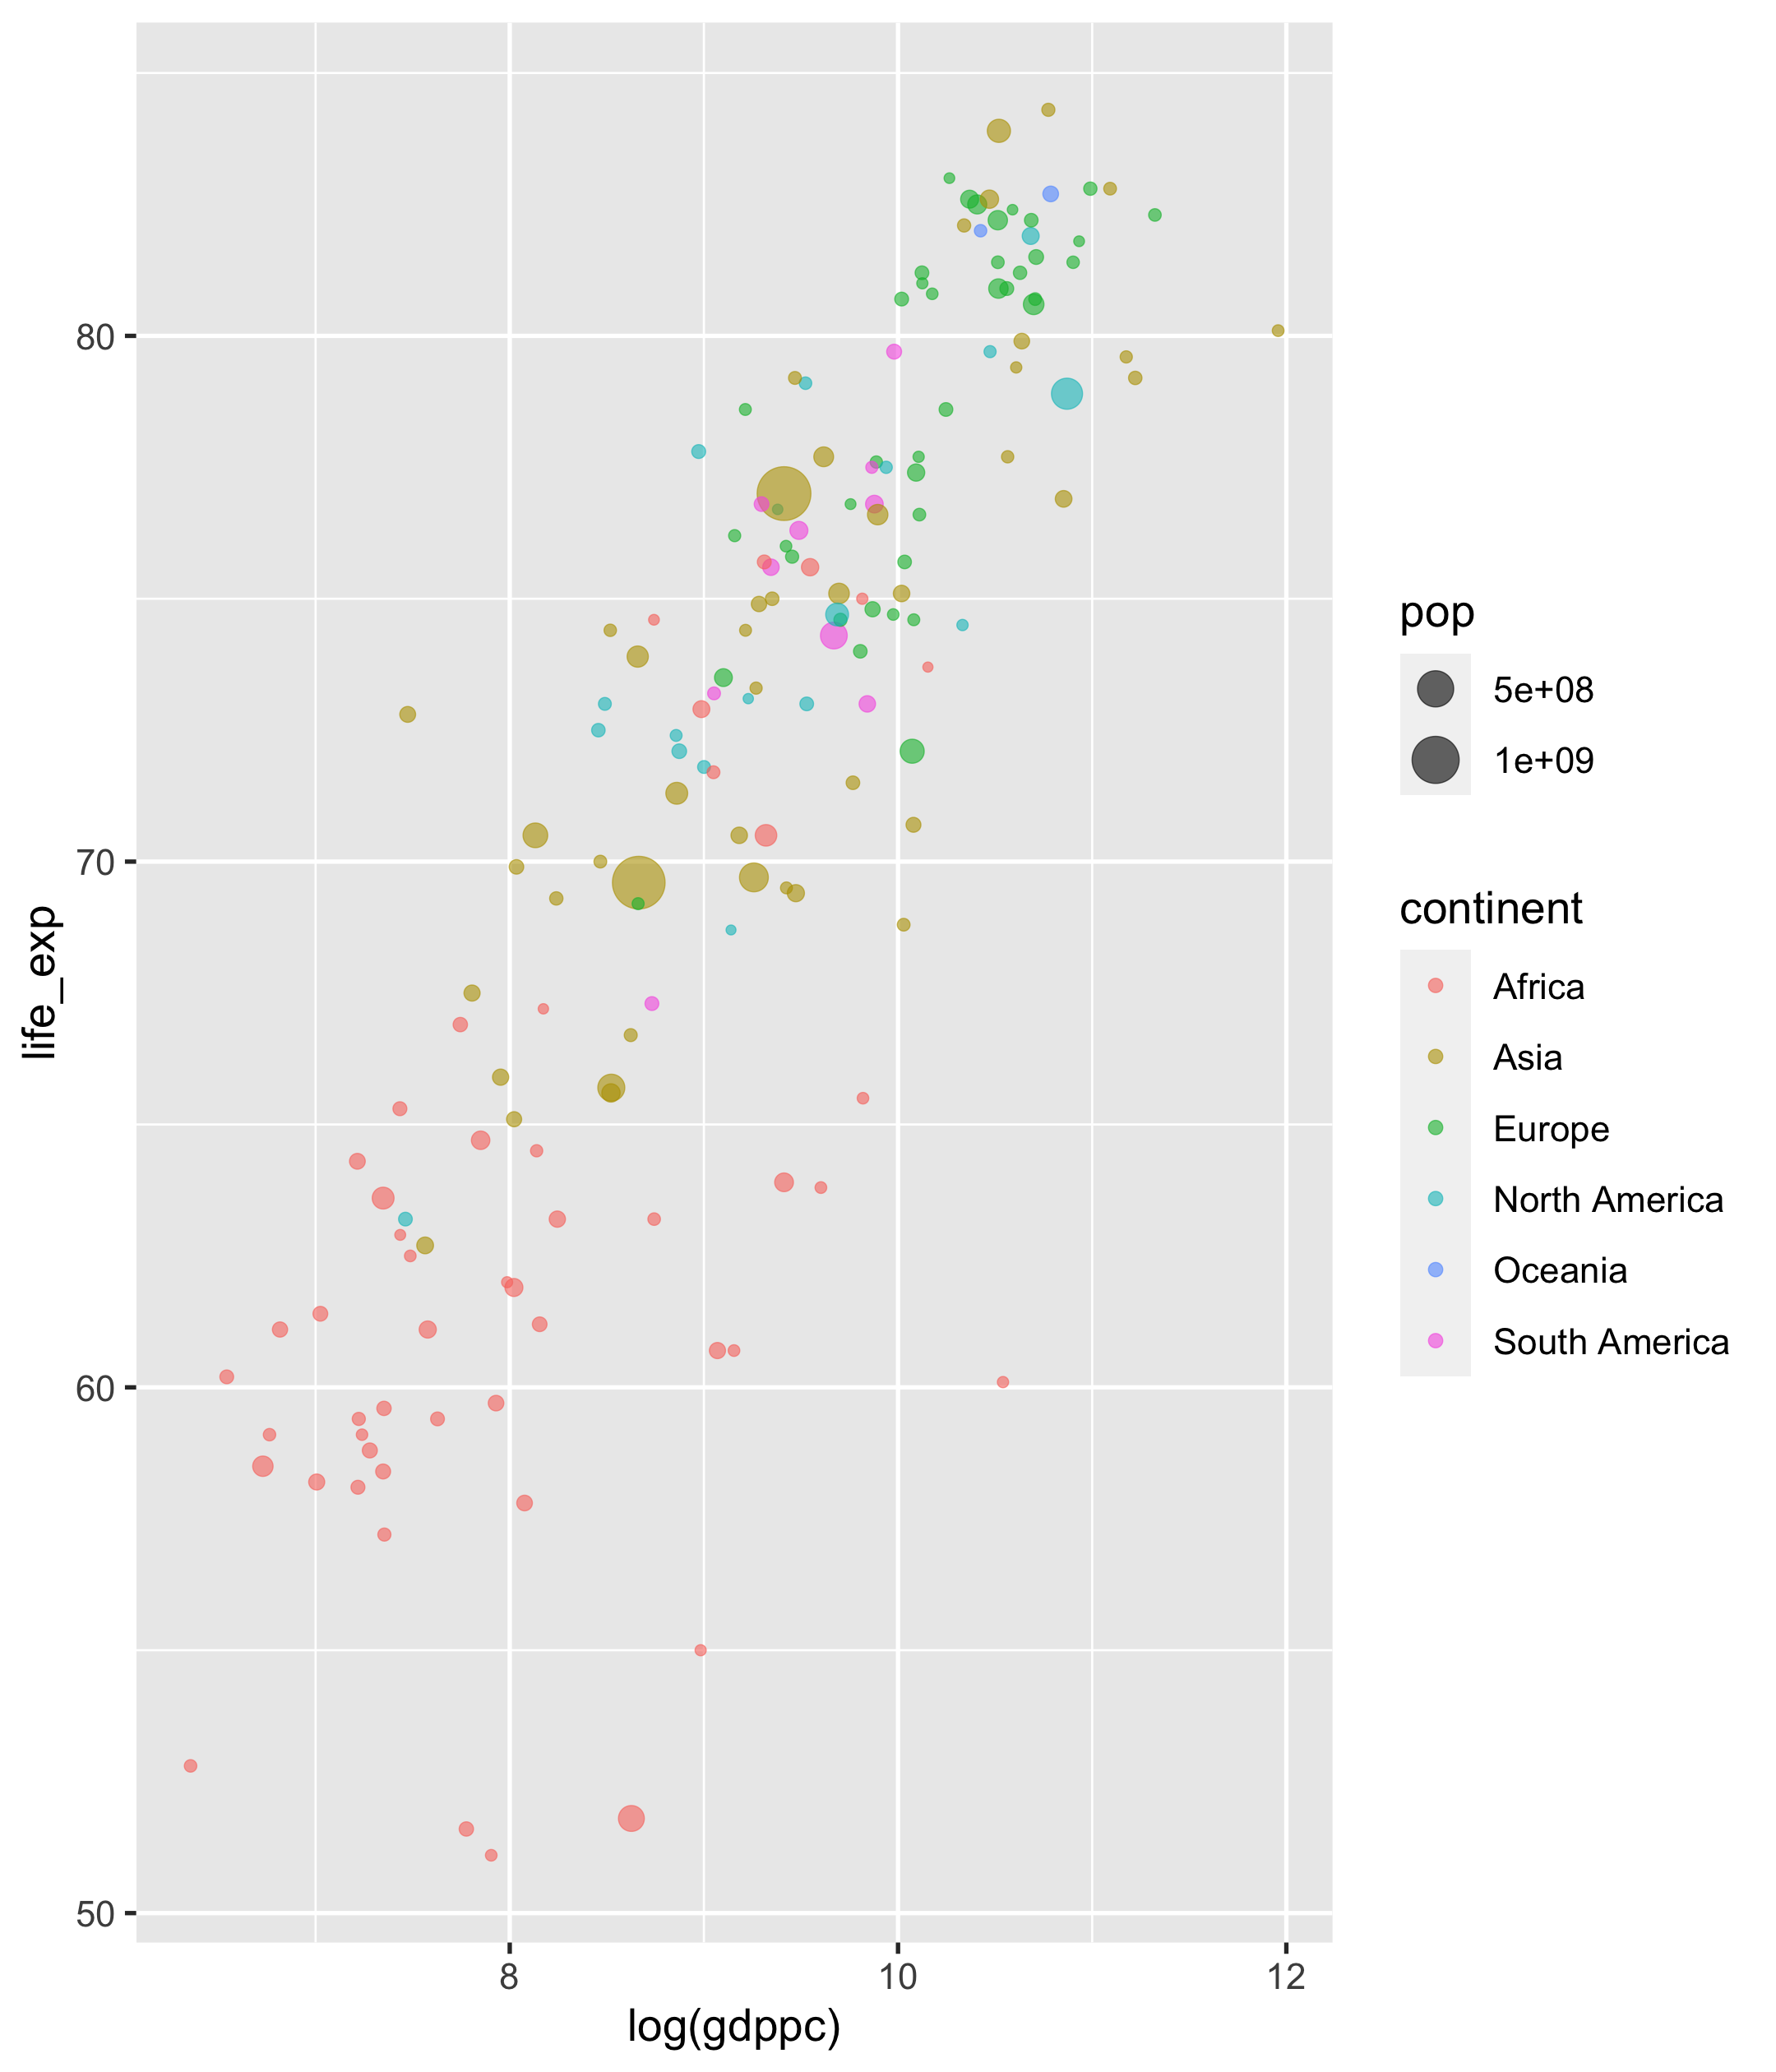 80
70
60
50
life_exp
8
10
12
log(gdppc)
pop
5e+08
1e+09
continent
Africa
Asia
Europe
North America
Oceania
South America